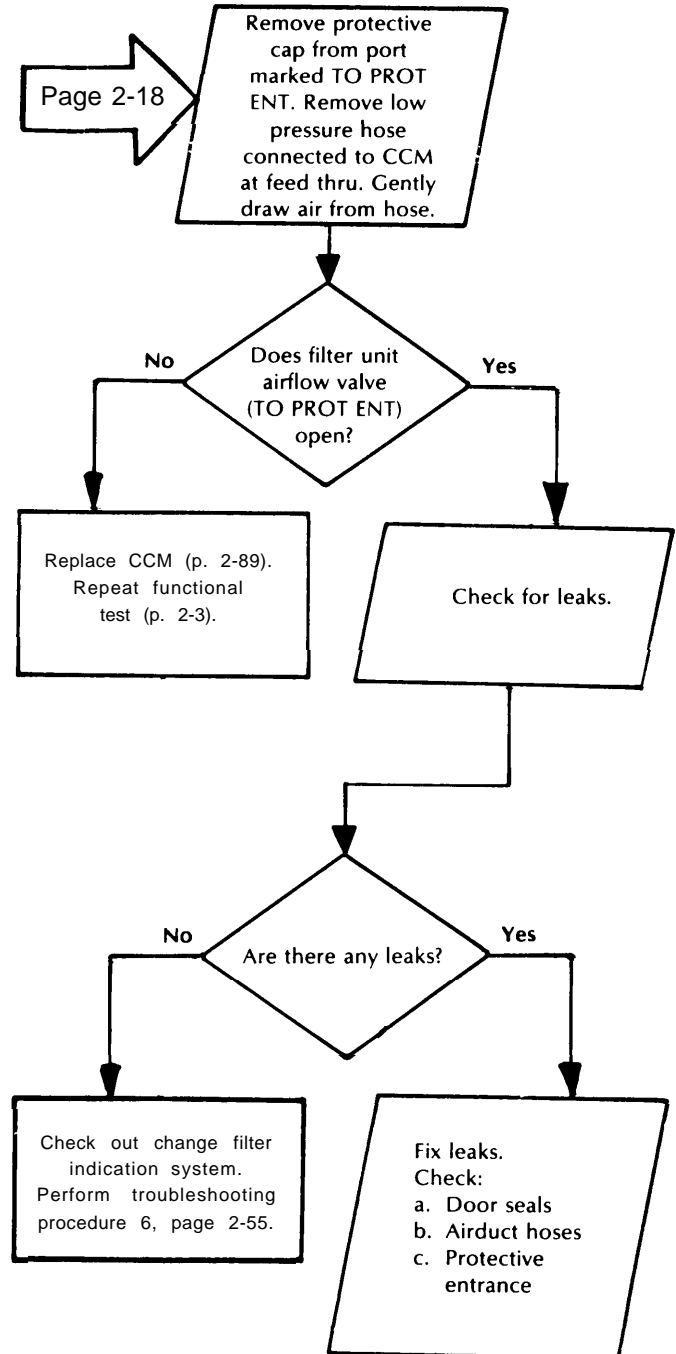 Page 2-18
Remove protective
cap from port
marked TO PROT
ENT. Remove low
pressure hose
connected to CCM
at feed thru. Gently
draw air from hose.
Does filter unit
airflow valve
(TO PROT ENT)
open?
No
Yes
Replace CCM (p. 2-89).
Repeat functional
test (p. 2-3).
Check for leaks.
Are there any leaks?
No
Yes
Check out change filter
indication system.
Perform troubleshooting
procedure 6, page 2-55.
Fix leaks.
Check:
a. Door seals
b. Airduct hoses
c. Protective
entrance